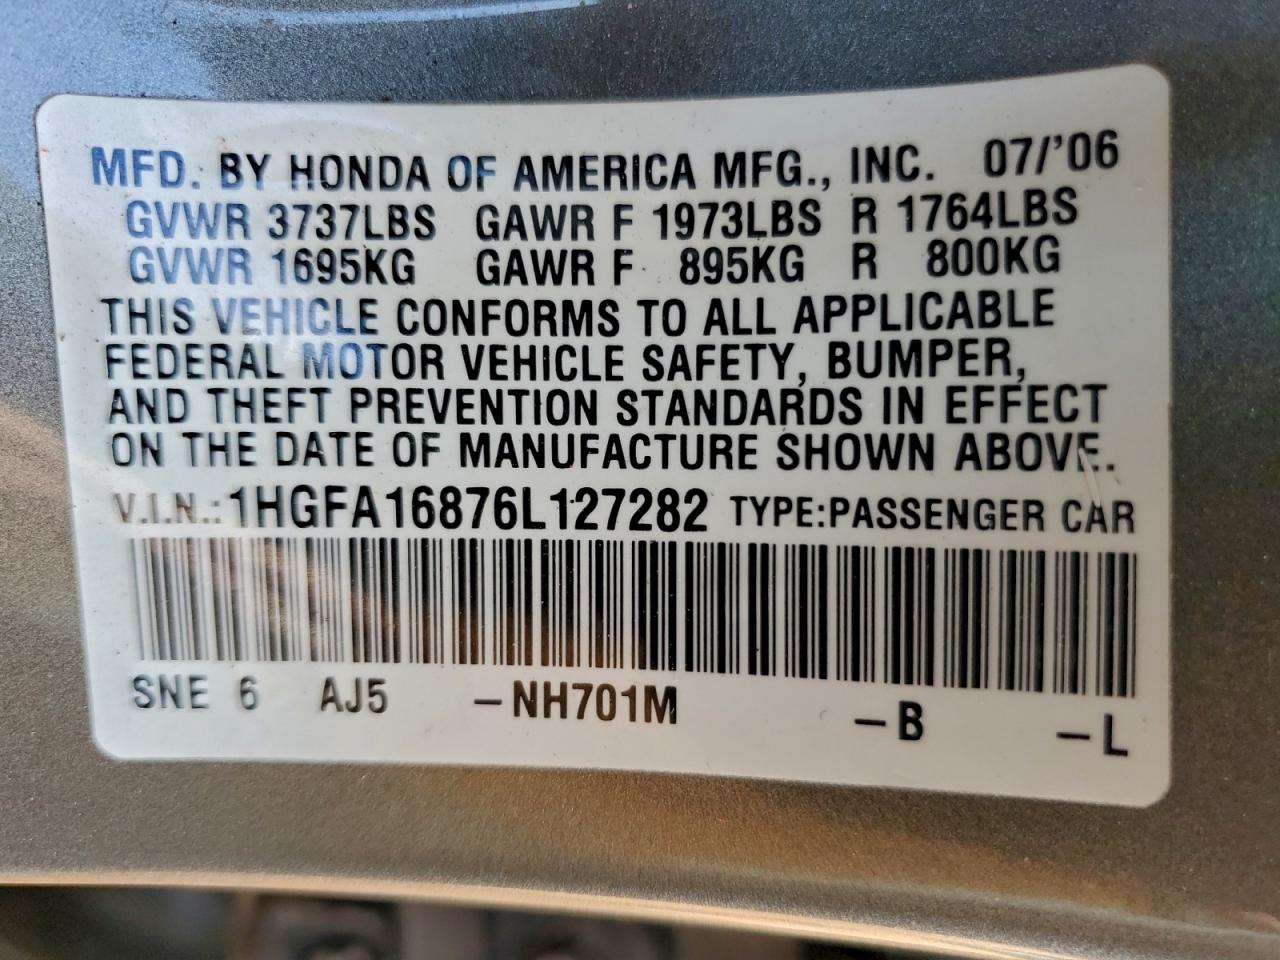 MFD. BY HONDA OF AMERICA MFG., INC. 07/'06
GVWR 3737LBS GAWR F 1973LBS R 1764LBS
GVWR 1695KG GAWR F 895KG R 800KG
THIS VEHICLE CONFORMS TO ALL APPLICABLE
FEDERAL MOTOR VEHICLE SAFETY, BUMPER,
AND THEFT PREVENTION STANDARDS IN EFFECT
ON THE DATE OF MANUFACTURE SHOWN ABOVE.
V.I.N.: 1HGFA16876L127282 TYPE:PASSENGER CAR
SNE 6 AJ5 –NH701M –B –L